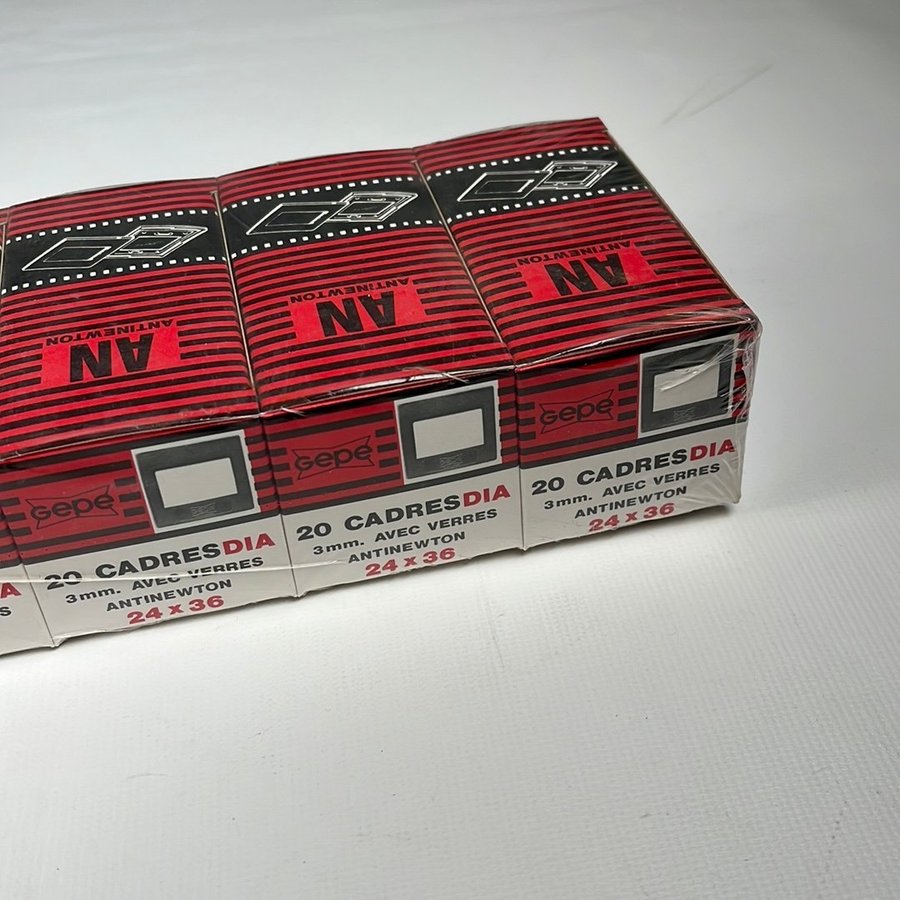 AN
ANTINEWTON
AN
ANTINEWTON
AN
ANTINEWTON
A
S
Gepe
20 CADRESDIA
3mm. AVEC VERRES
ANTINEWTON
24 x 36
Gepe
20 CADRESDIA
3mm. AVEC VERRES
ANTINEWTON
24 x 36
Gepe
20 CADRESDIA
3mm. AVEC VERRES
ANTINEWTON
24 x 36